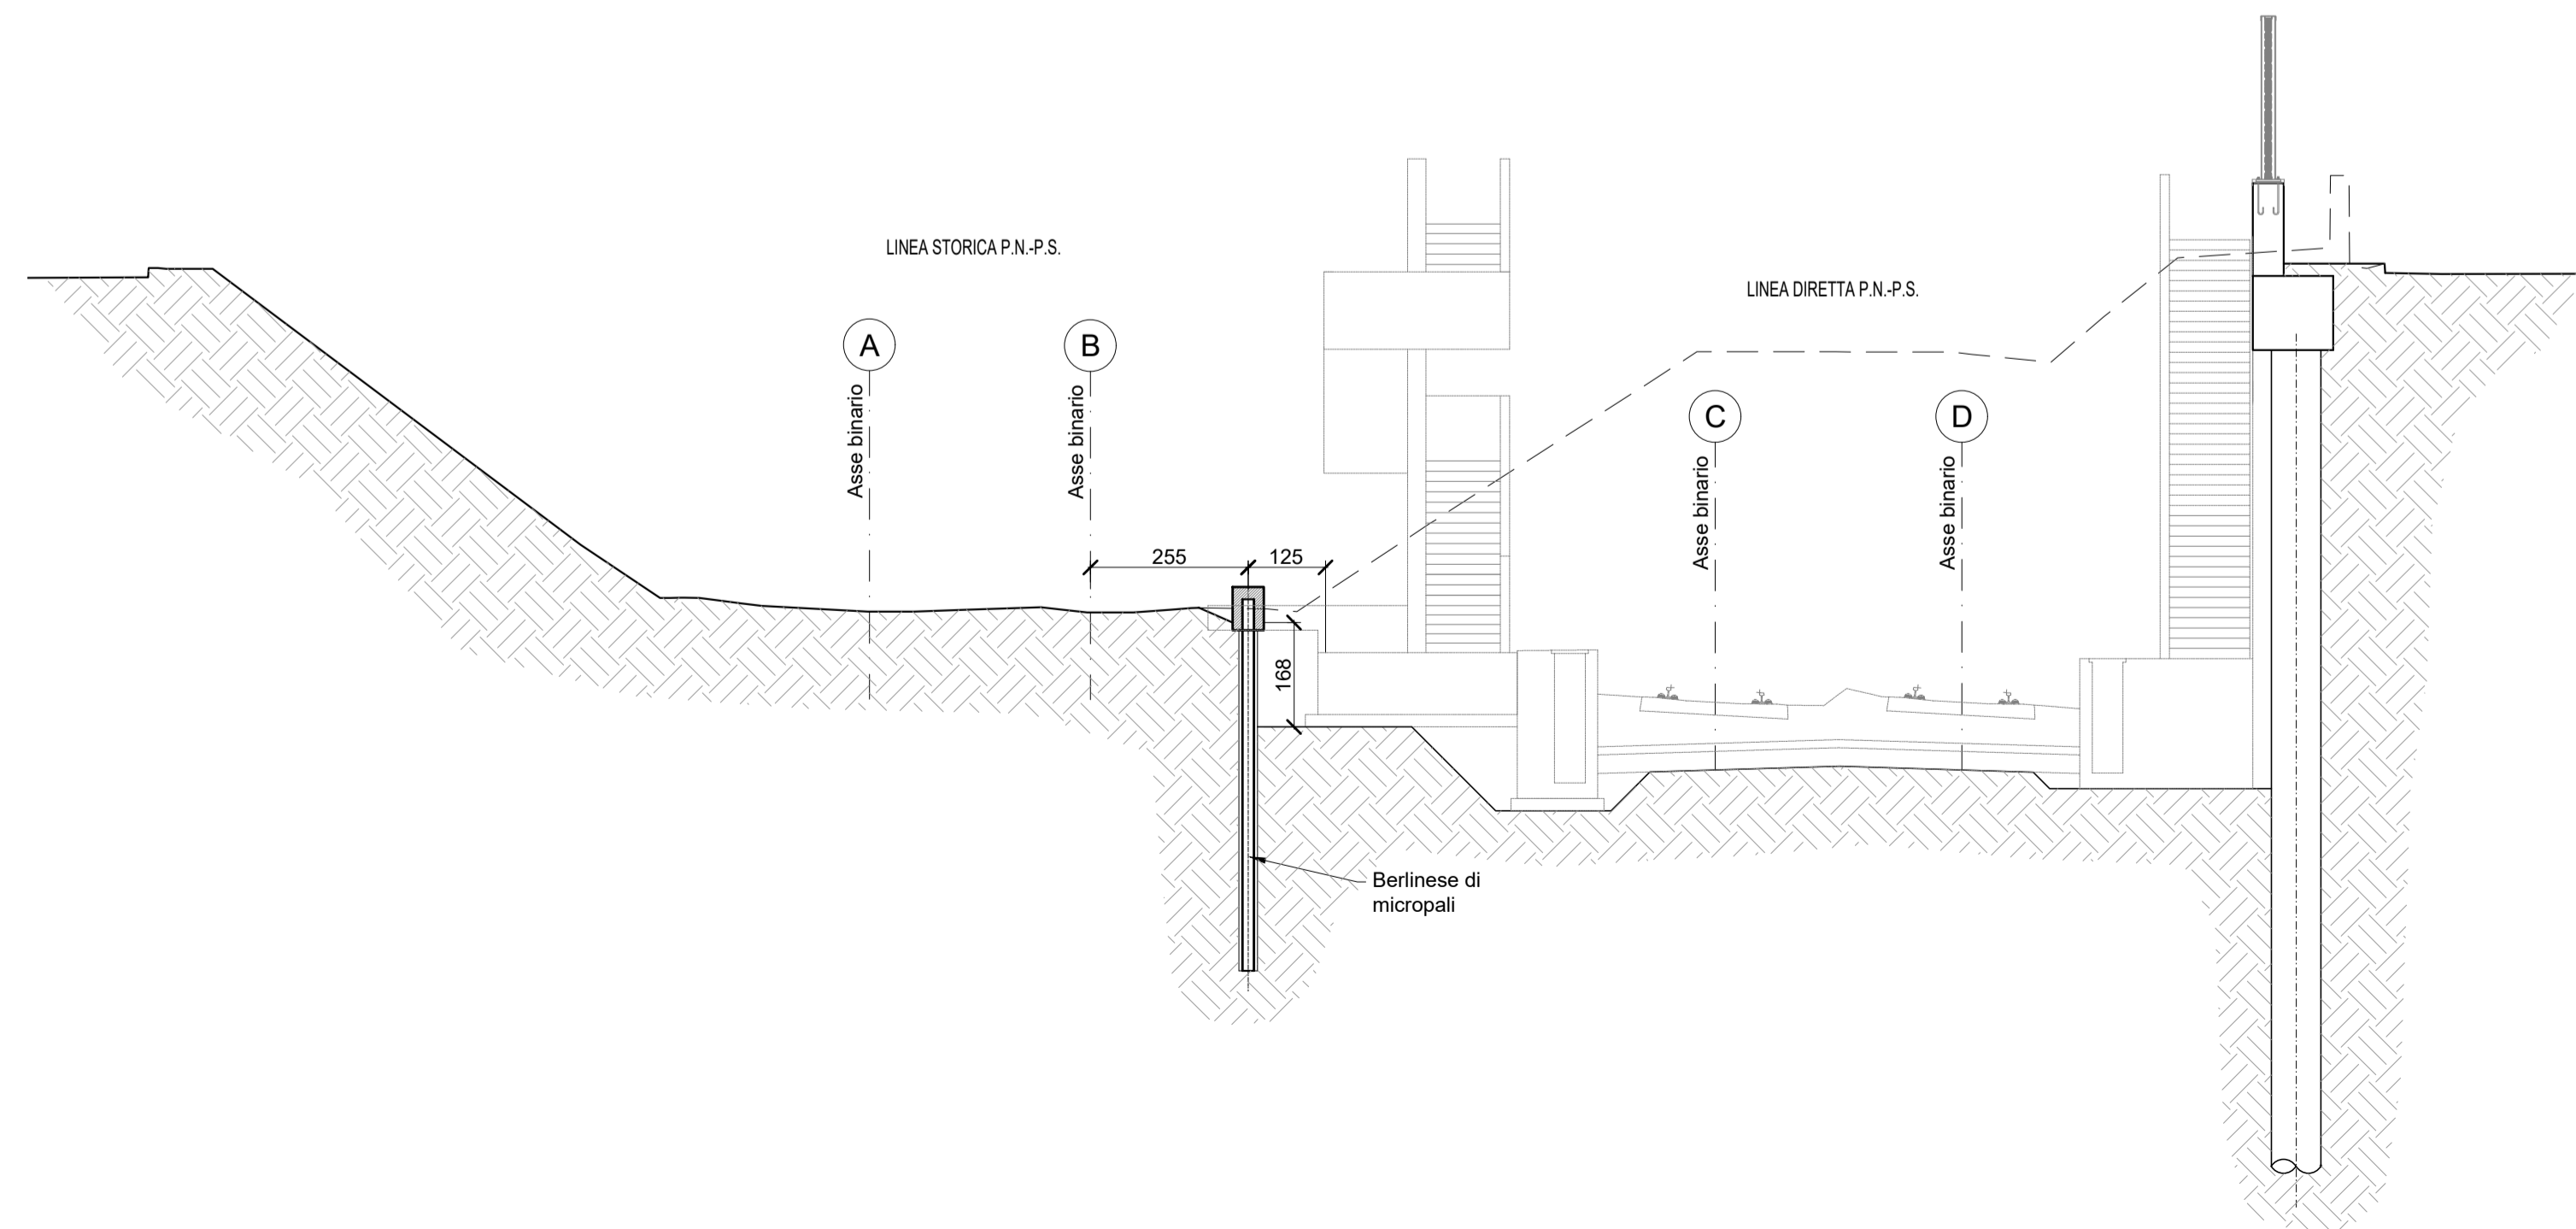 LINEA STORICA P.N.-P.S.
LINEA DIRETTA P.N.-P.S.
A
B
C
D
Asse binario
Asse binario
Asse binario
Asse binario
255
125
168
Berlinese di
micropali